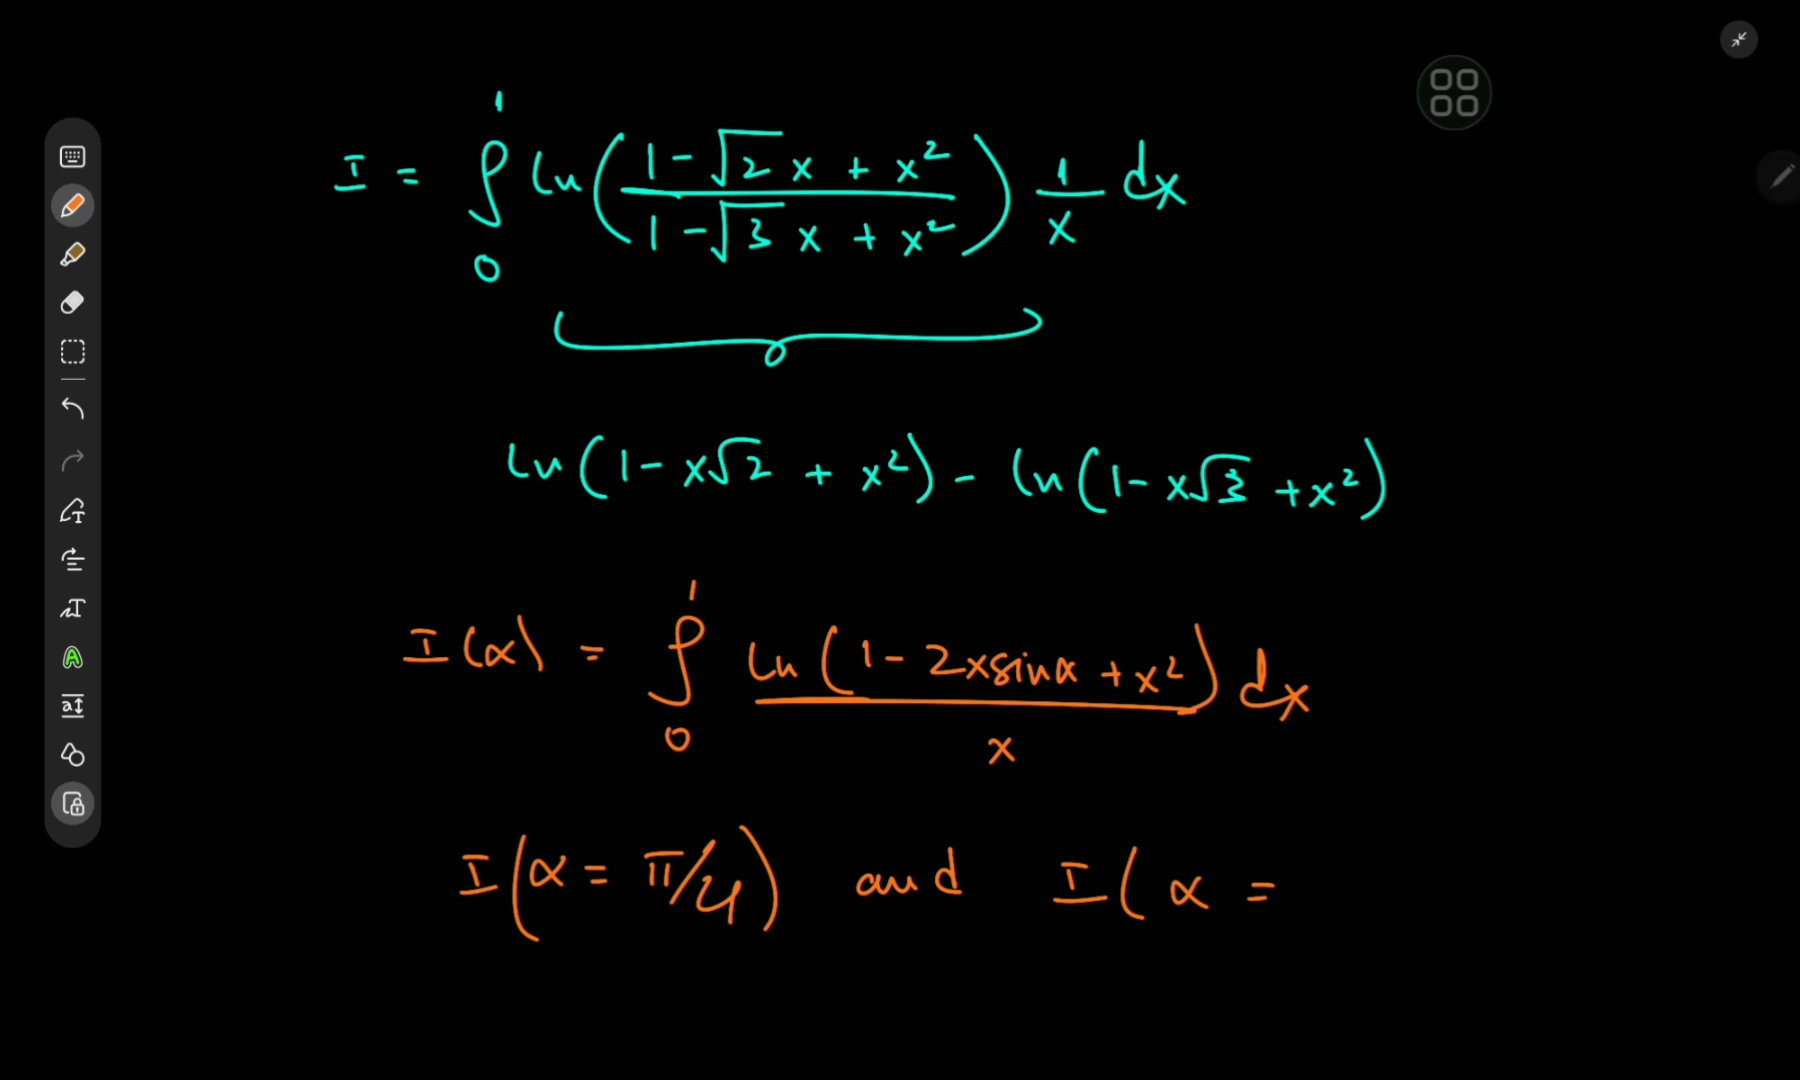 I = ∫₀¹ ln((1 - √2 x + x²)/(1 - √3 x + x²)) 1/x dx
ln(1 - x√2 + x²) - ln(1 - x√3 + x²)
I(α) = ∫₀¹ ln(1 - 2x sinα + x²)/x dx
I(α = π/4) and I(α =